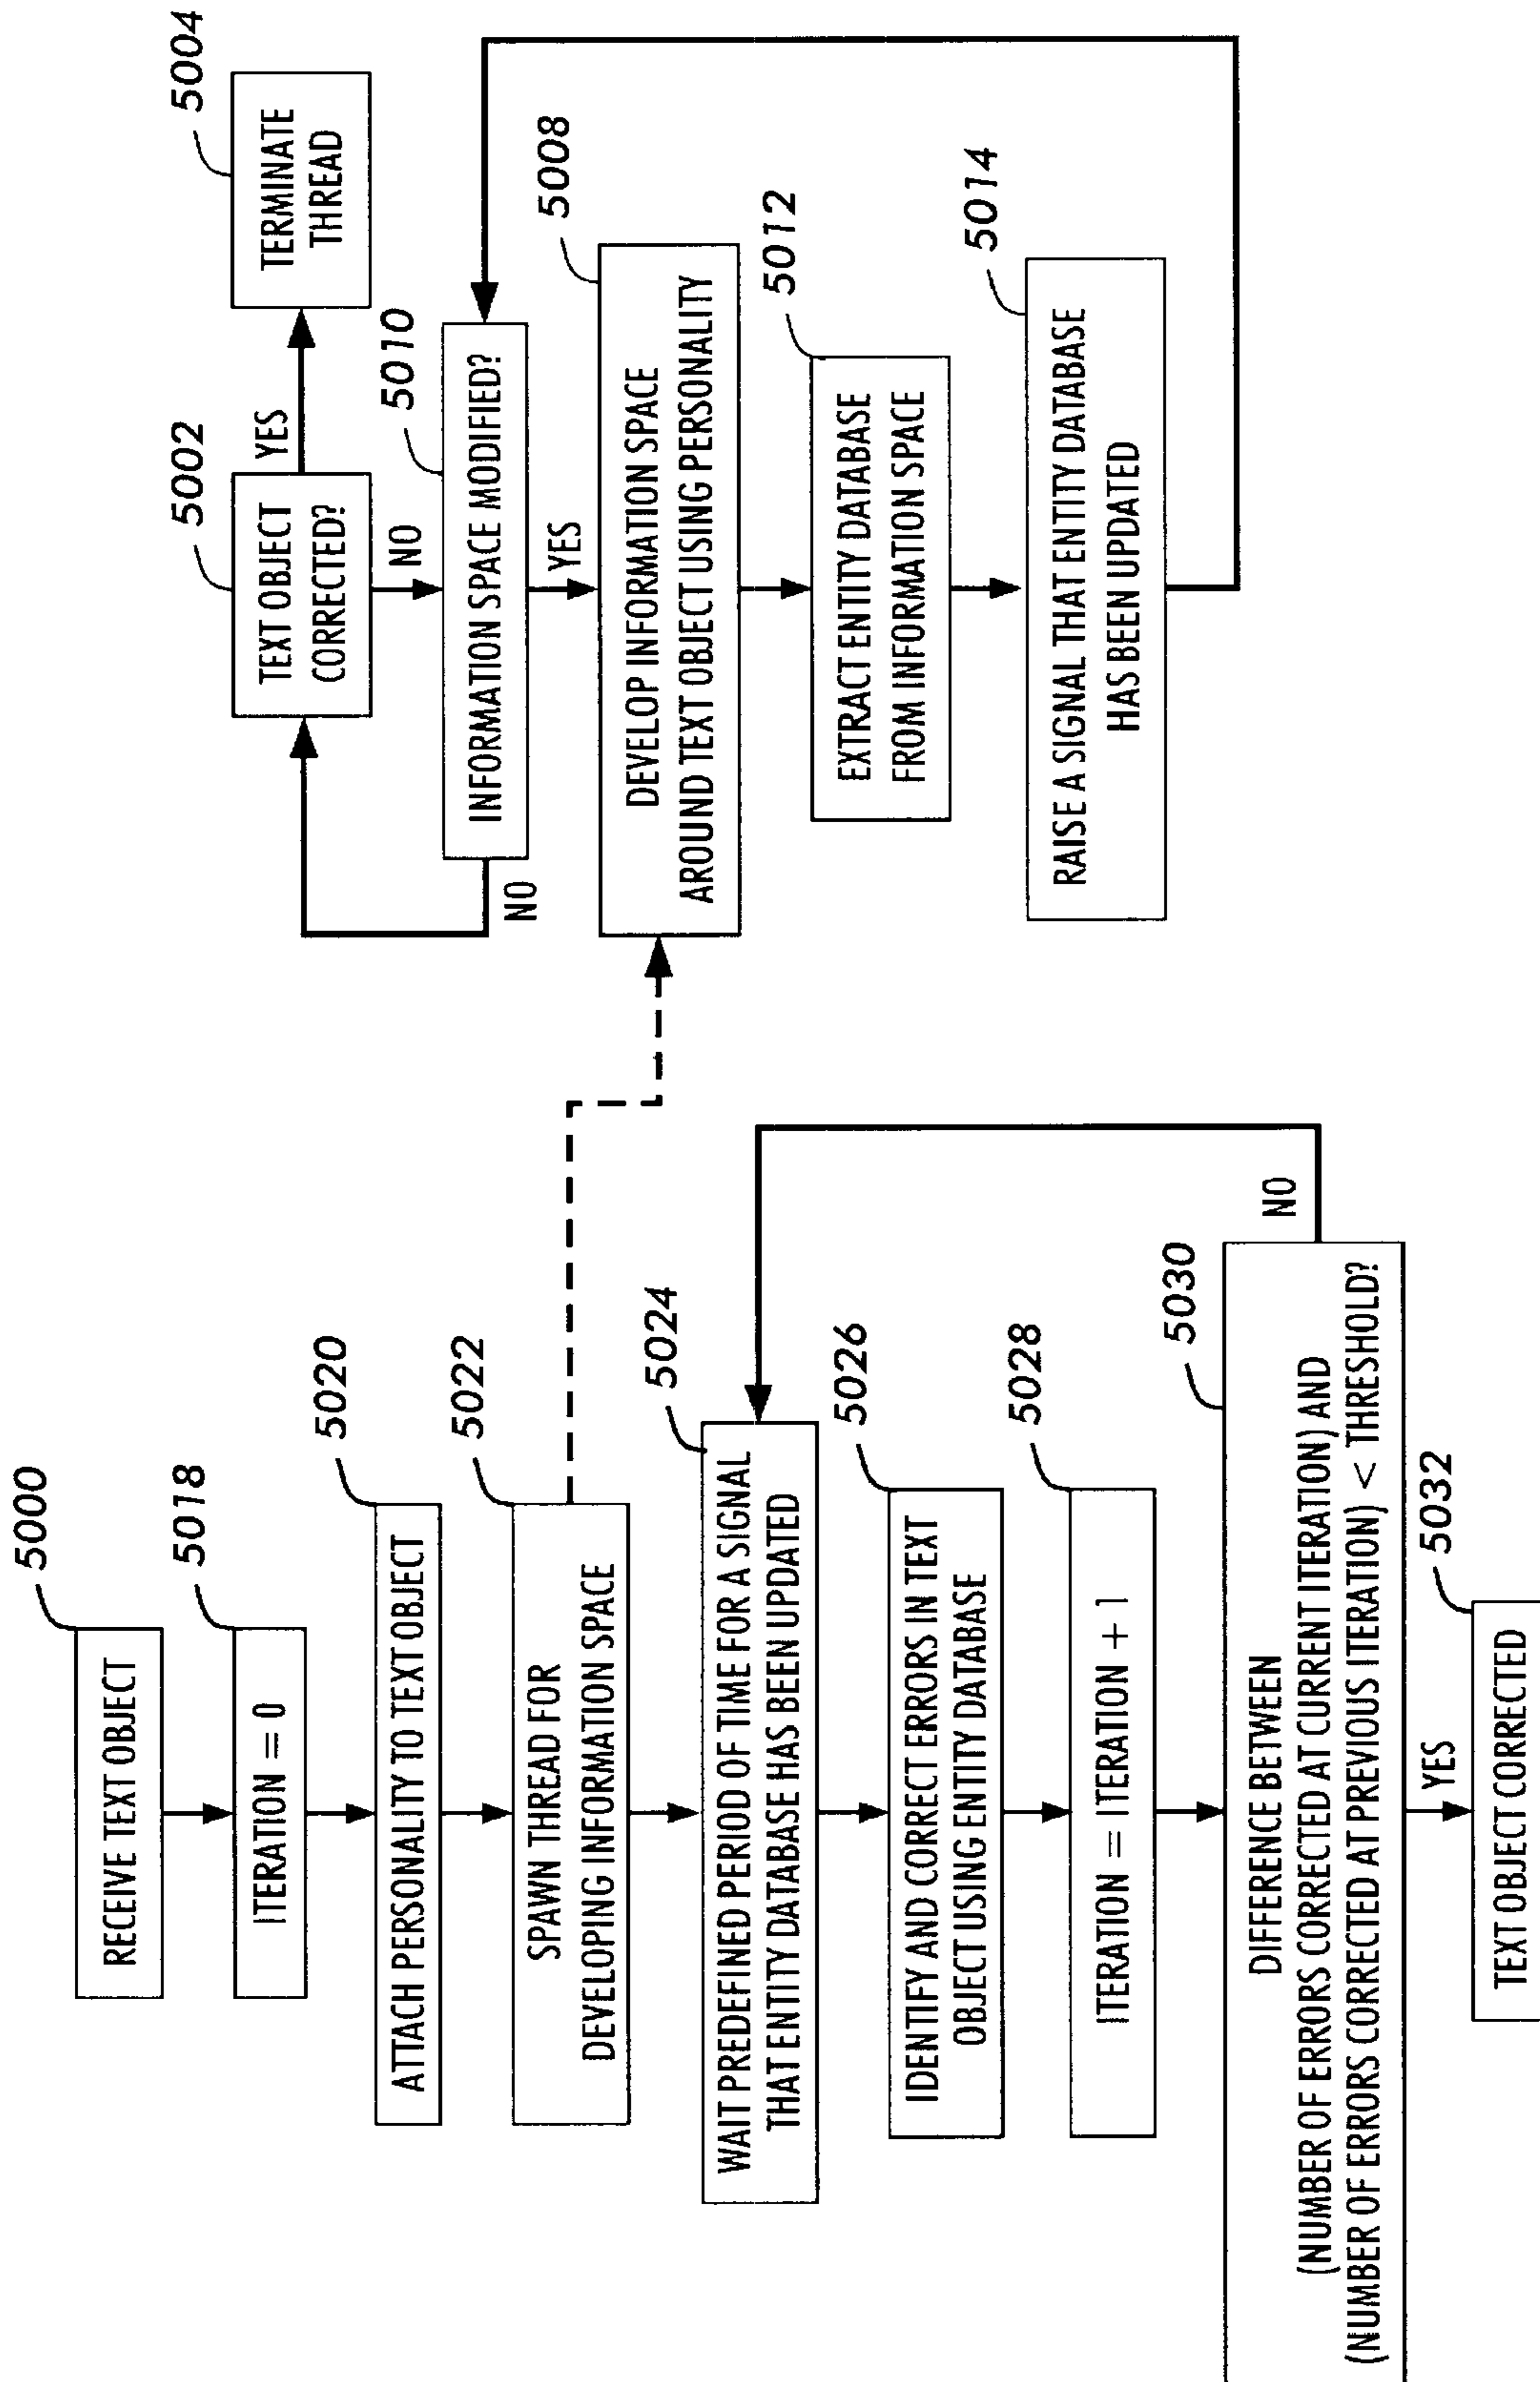 5000
RECEIVE TEXT OBJECT
5018
ITERATION = 0
5020
ATTACH PERSONALITY TO TEXT OBJECT
5022
SPAWN THREAD FOR
DEVELOPING INFORMATION SPACE
5024
WAIT PREDEFINED PERIOD OF TIME FOR A SIGNAL
THAT ENTITY DATABASE HAS BEEN UPDATED
5026
IDENTIFY AND CORRECT ERRORS IN TEXT
OBJECT USING ENTITY DATABASE
5028
ITERATION = ITERATION + 1
5030
DIFFERENCE BETWEEN
(NUMBER OF ERRORS CORRECTED AT CURRENT ITERATION) AND
(NUMBER OF ERRORS CORRECTED AT PREVIOUS ITERATION) < THRESHOLD?
NO
YES
5032
TEXT OBJECT CORRECTED
5002
TEXT OBJECT
CORRECTED?
YES
5004
TERMINATE
THREAD
NO
5010
INFORMATION SPACE MODIFIED?
NO
YES
5008
DEVELOP INFORMATION SPACE
AROUND TEXT OBJECT USING PERSONALITY
5012
EXTRACT ENTITY DATABASE
FROM INFORMATION SPACE
5014
RAISE A SIGNAL THAT ENTITY DATABASE
HAS BEEN UPDATED